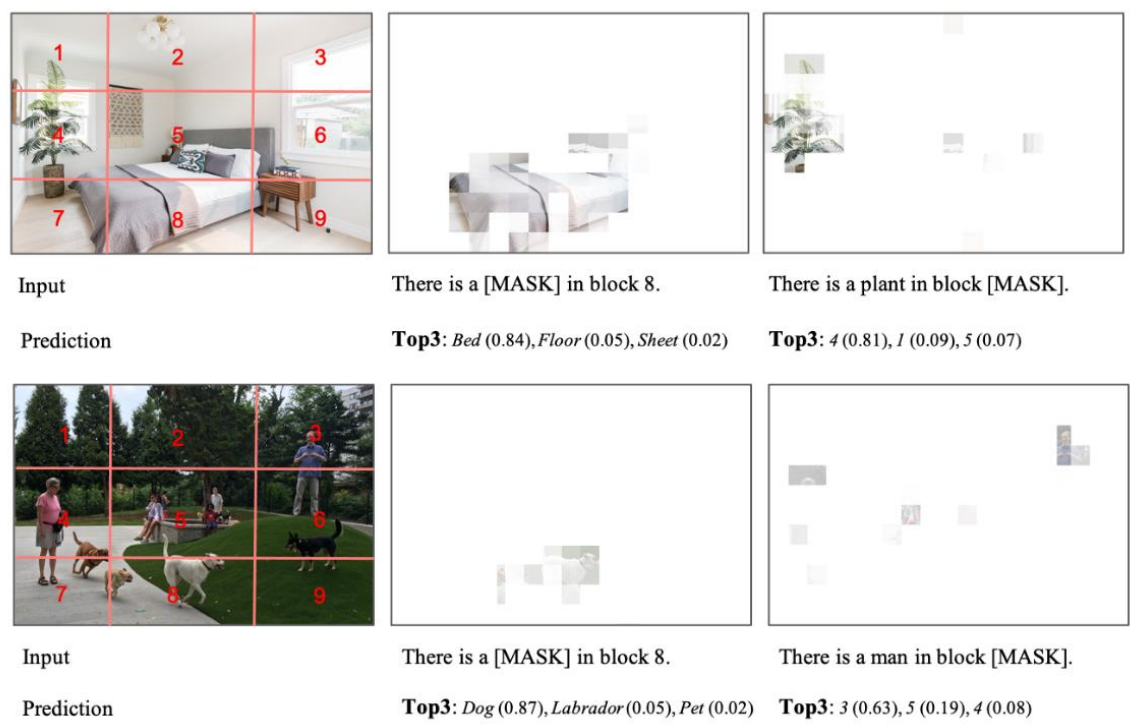 1 2 3
4 5 6
7 8 9
Input There is a [MASK] in block 8. There is a plant in block [MASK].
Prediction Top3: Bed (0.84), Floor (0.05), Sheet (0.02) Top3: 4 (0.81), 1 (0.09), 5 (0.07)
1 2 3
4 5 6
7 8 9
Input There is a [MASK] in block 8. There is a man in block [MASK].
Prediction Top3: Dog (0.87), Labrador (0.05), Pet (0.02) Top3: 3 (0.63), 5 (0.19), 4 (0.08)